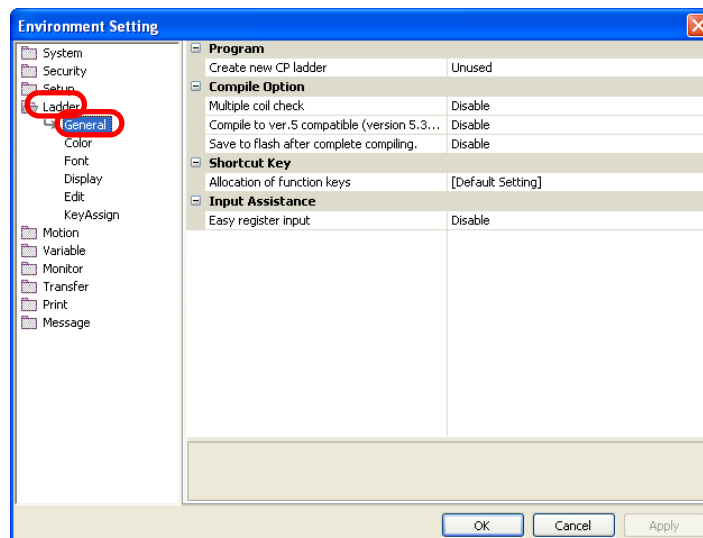 Environment Setting
System
Security
Setup
Ladder
General
Color
Font
Display
Edit
KeyAssign
Motion
Variable
Monitor
Transfer
Print
Message
Program
Create new CP ladder Unused
Compile Option
Multiple coil check Disable
Compile to ver.5 compatible (version 5.3... Disable
Save to flash after complete compiling. Disable
Shortcut Key
Allocation of function keys [Default Setting]
Input Assistance
Easy register input Disable
OK Cancel Apply